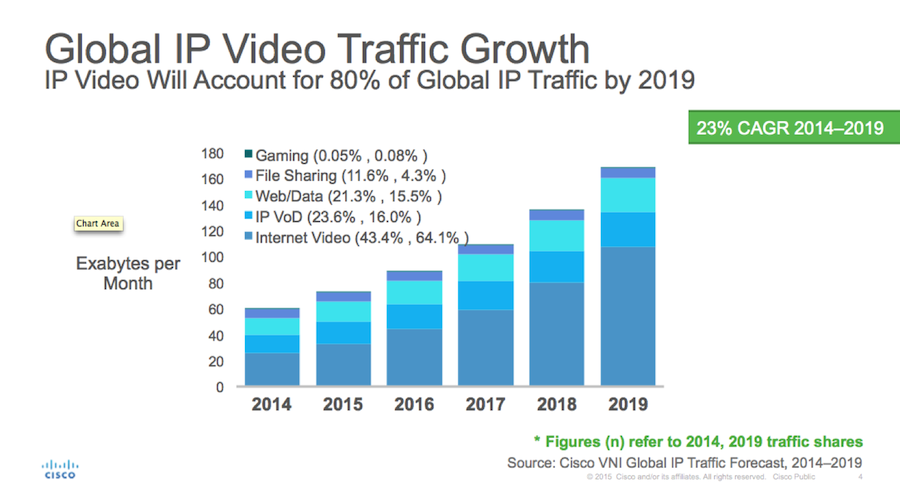 Global IP Video Traffic Growth
IP Video Will Account for 80% of Global IP Traffic by 2019
23% CAGR 2014–2019
180
160
140
120
100
80
60
40
20
0
Gaming (0.05% , 0.08% )
File Sharing (11.6% , 4.3% )
Web/Data (21.3% , 15.5% )
IP VoD (23.6% , 16.0% )
Internet Video (43.4% , 64.1% )
Chart Area
Exabytes per
Month
2014 2015 2016 2017 2018 2019
* Figures (n) refer to 2014, 2019 traffic shares
Source: Cisco VNI Global IP Traffic Forecast, 2014–2019
CISCO
© 2015 Cisco and/or its affiliates. All rights reserved. Cisco Public 4